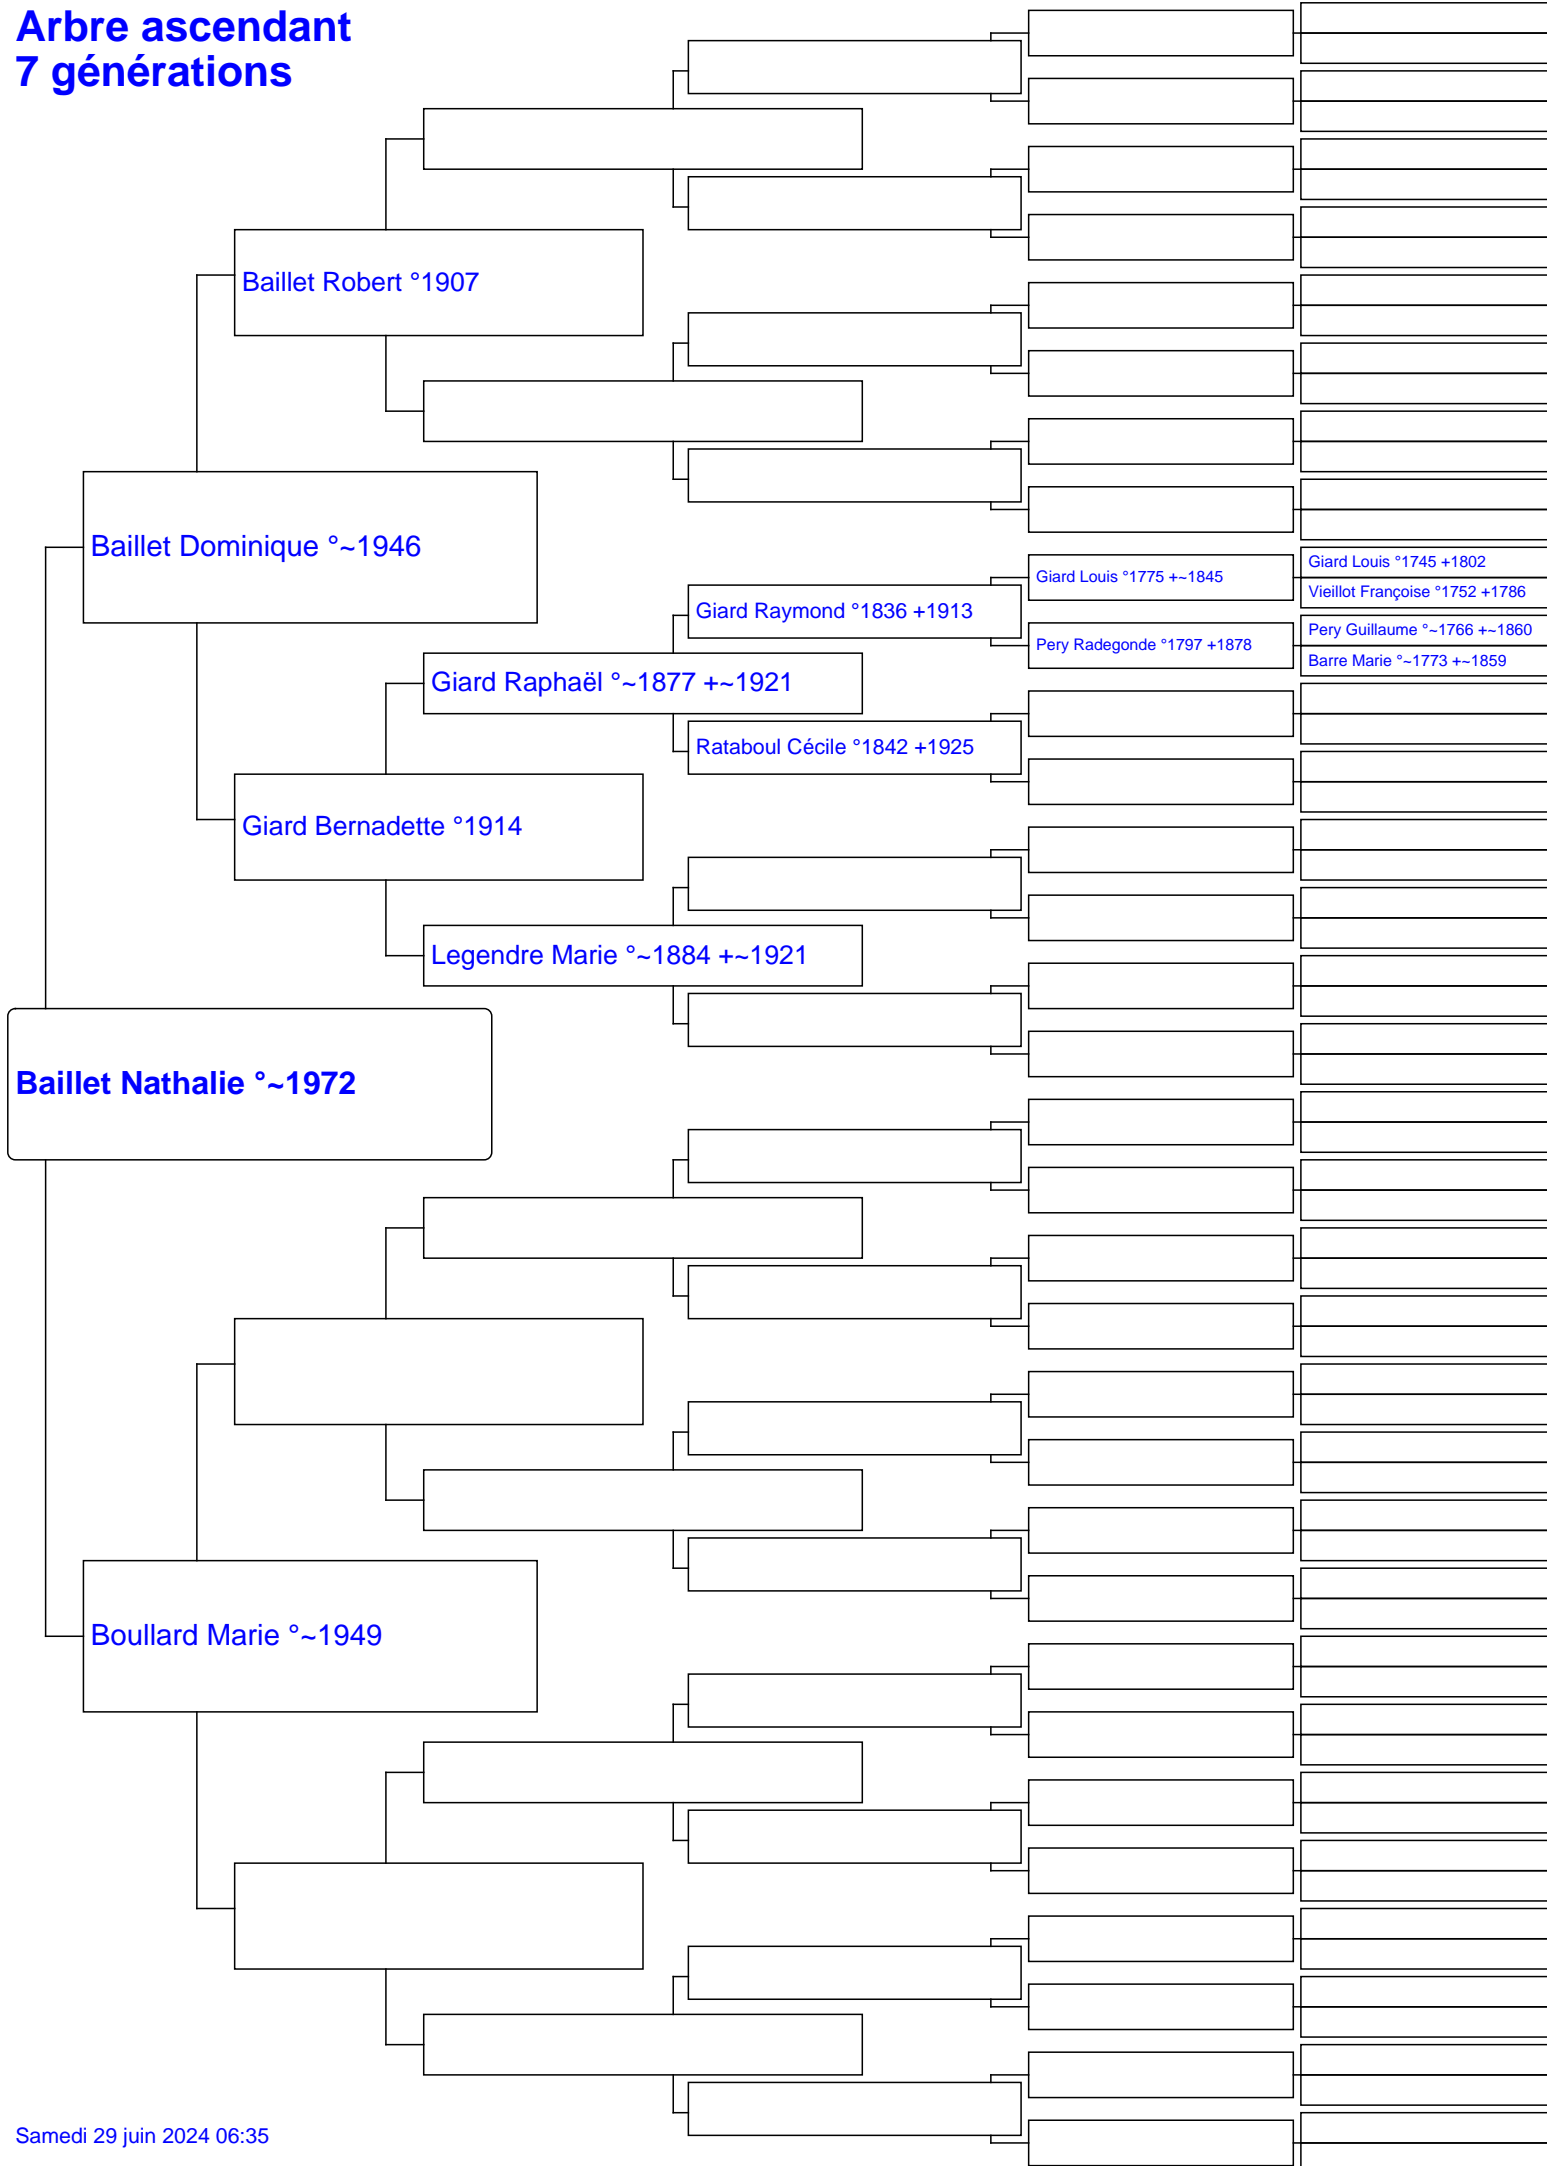 Arbre ascendant
7 générations
Baillet Robert °1907
Baillet Dominique °~1946
Giard Louis °1745 +1802
Giard Louis °1775 +~1845
Vieillot Françoise °1752 +1786
Giard Raymond °1836 +1913
Pery Guillaume °~1766 +~1860
Pery Radegonde °1797 +1878
Barre Marie °~1773 +~1859
Giard Raphaël °~1877 +~1921
Rataboul Cécile °1842 +1925
Giard Bernadette °1914
Legendre Marie °~1884 +~1921
Baillet Nathalie °~1972
Boullard Marie °~1949
Samedi 29 juin 2024 06:35